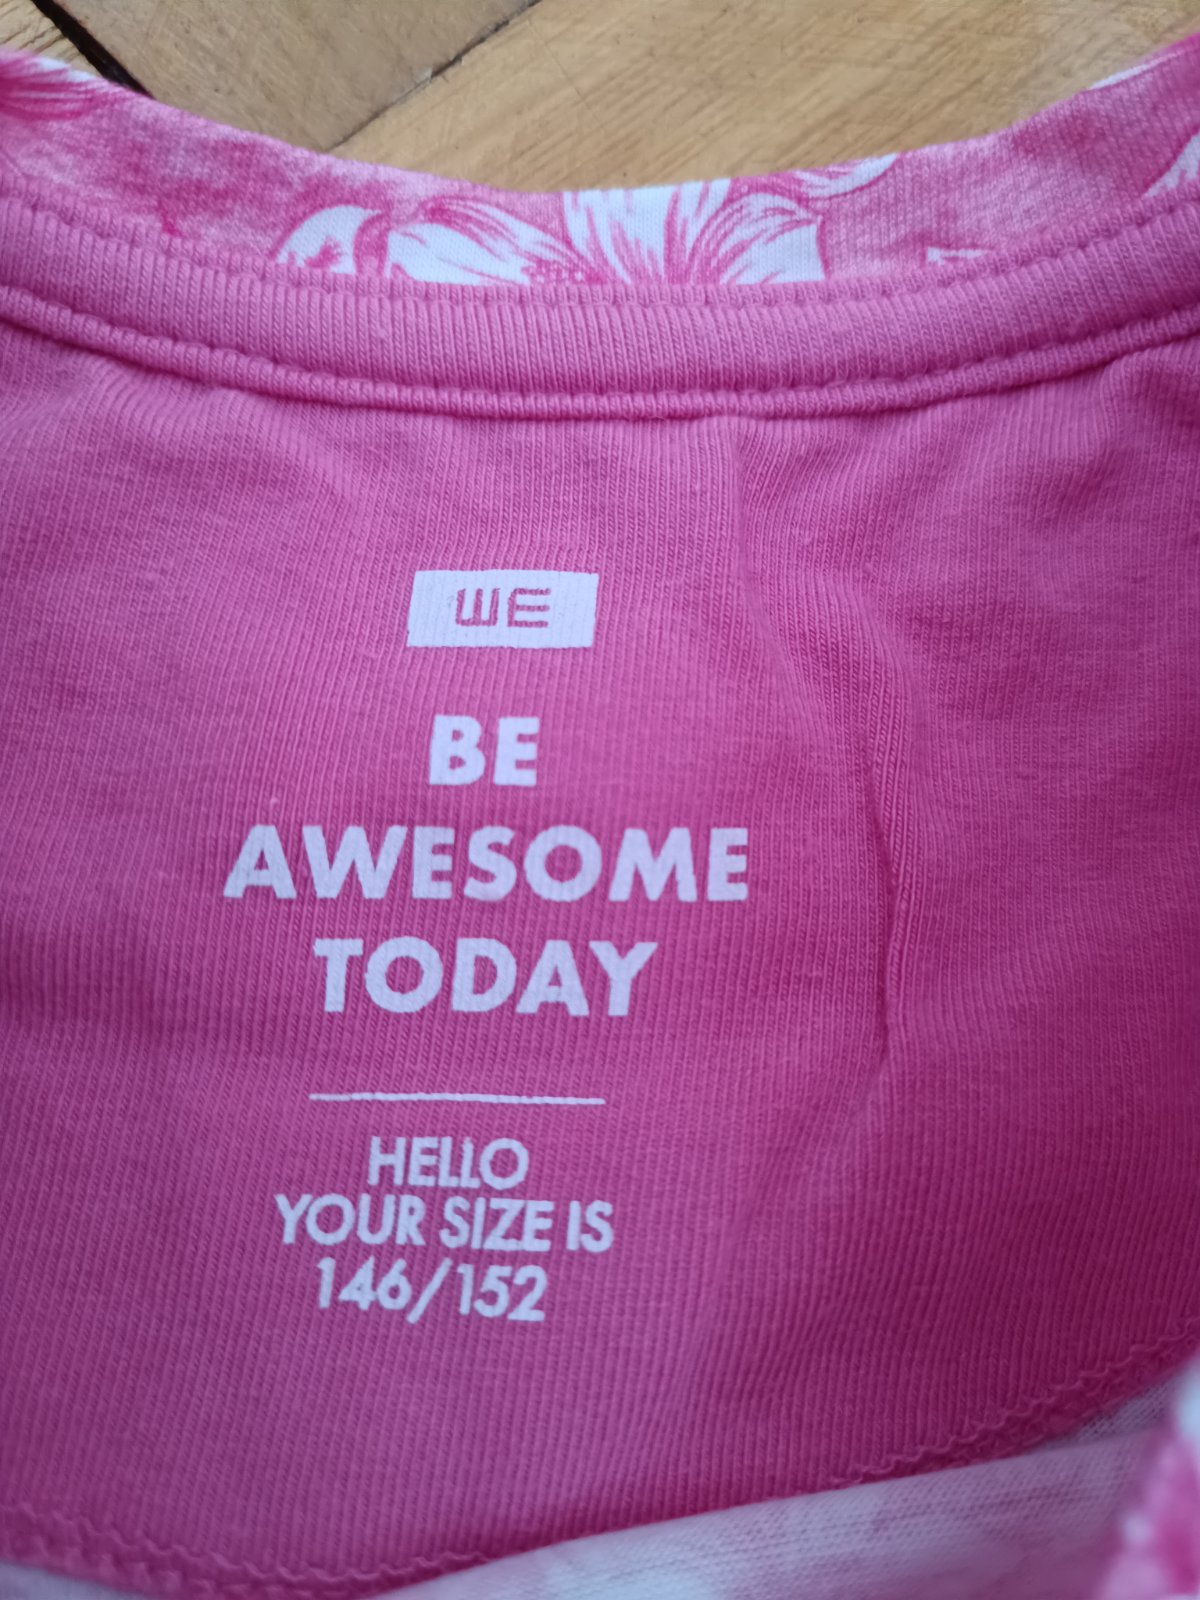 WE
BE
AWESOME
TODAY
HELLO
YOUR SIZE IS
146/152